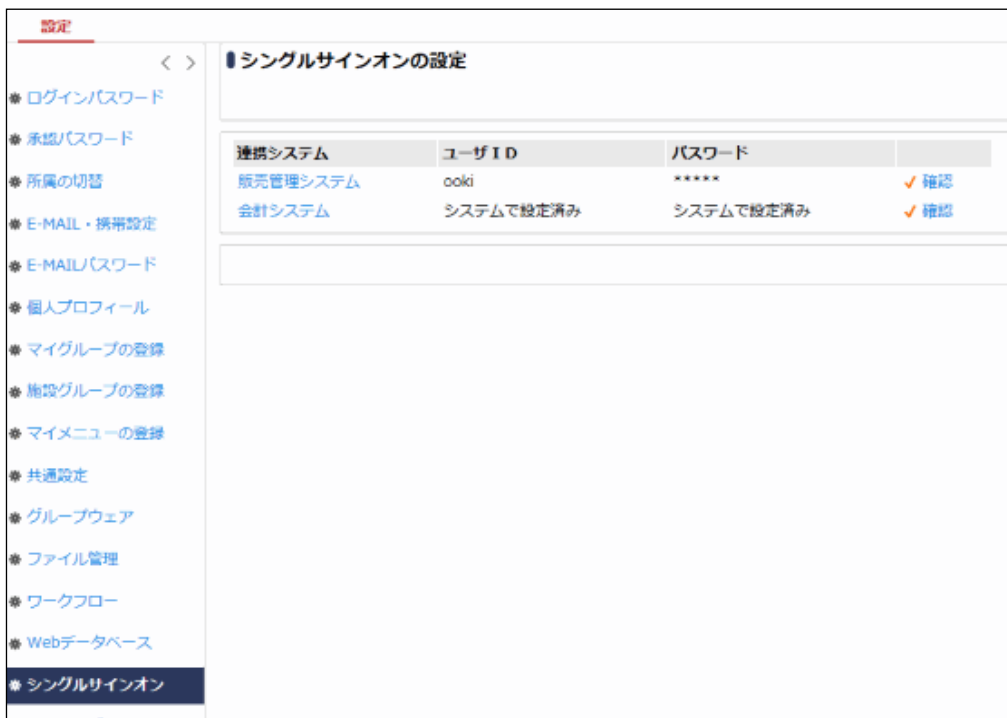 設定
シングルサインオンの設定
ログインパスワード
承認パスワード
所属の切替
E-MAIL・携帯設定
E-MAILパスワード
個人プロフィール
マイグループの登録
施設グループの登録
マイメニューの登録
共通設定
グループウェア
ファイル管理
ワークフロー
Webデータベース
シングルサインオン
連携システム ユーザID パスワード
販売管理システム ooki ***** 確認
会計システム システムで設定済み システムで設定済み 確認